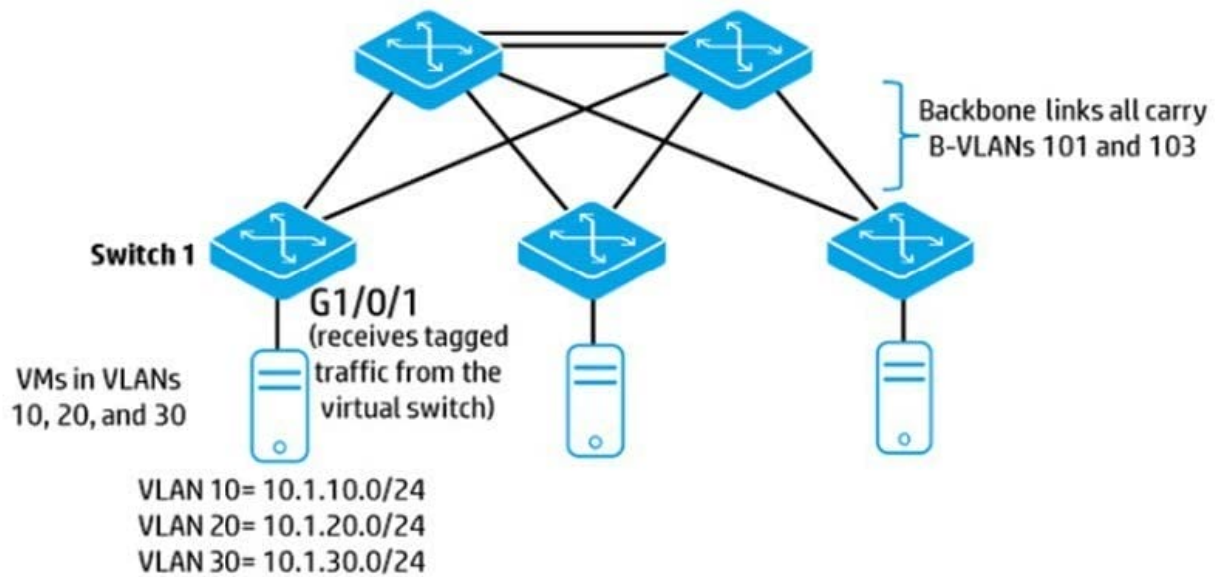 Backbone links all carry
B-VLANs 101 and 103
Switch 1
G1/0/1
(receives tagged
traffic from the
virtual switch)
VMs in VLANs
10, 20, and 30
VLAN 10= 10.1.10.0/24
VLAN 20= 10.1.20.0/24
VLAN 30= 10.1.30.0/24